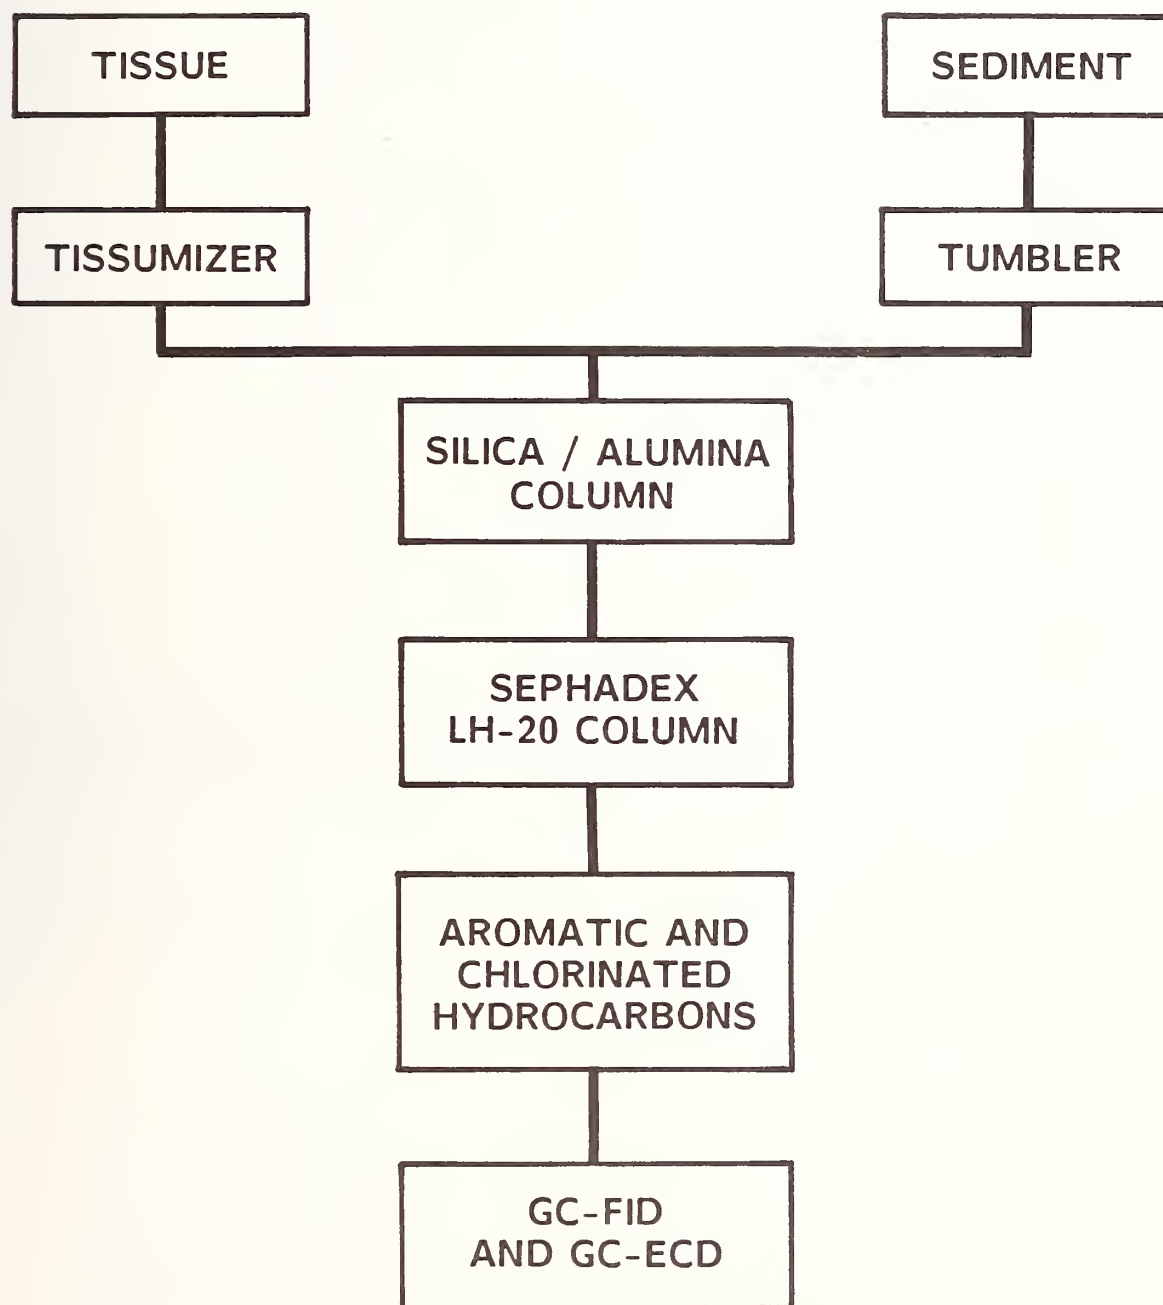 TISSUE
SEDIMENT
TISSUMIZER
TUMBLER
SILICA / ALUMINA
COLUMN
SEPHADEX
LH-20 COLUMN
AROMATIC AND
CHLORINATED
HYDROCARBONS
GC-FID
AND GC-ECD